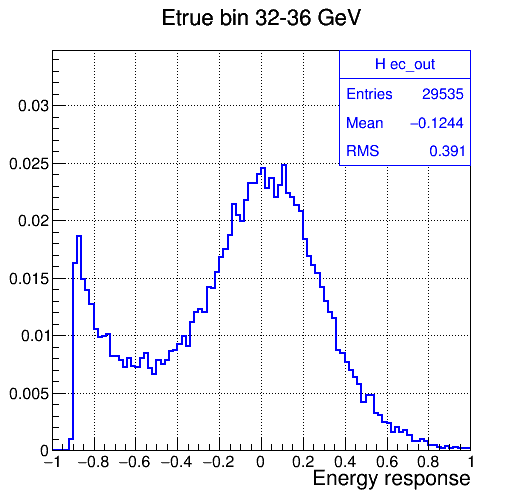 Etrue bin 32-36 GeV
H ec_out
Entries 29535
Mean −0.1244
RMS 0.391
0.03
0.025
0.02
0.015
0.01
0.005
0
−1 −0.8 −0.6 −0.4 −0.2 0 0.2 0.4 0.6 0.8 1
Energy response